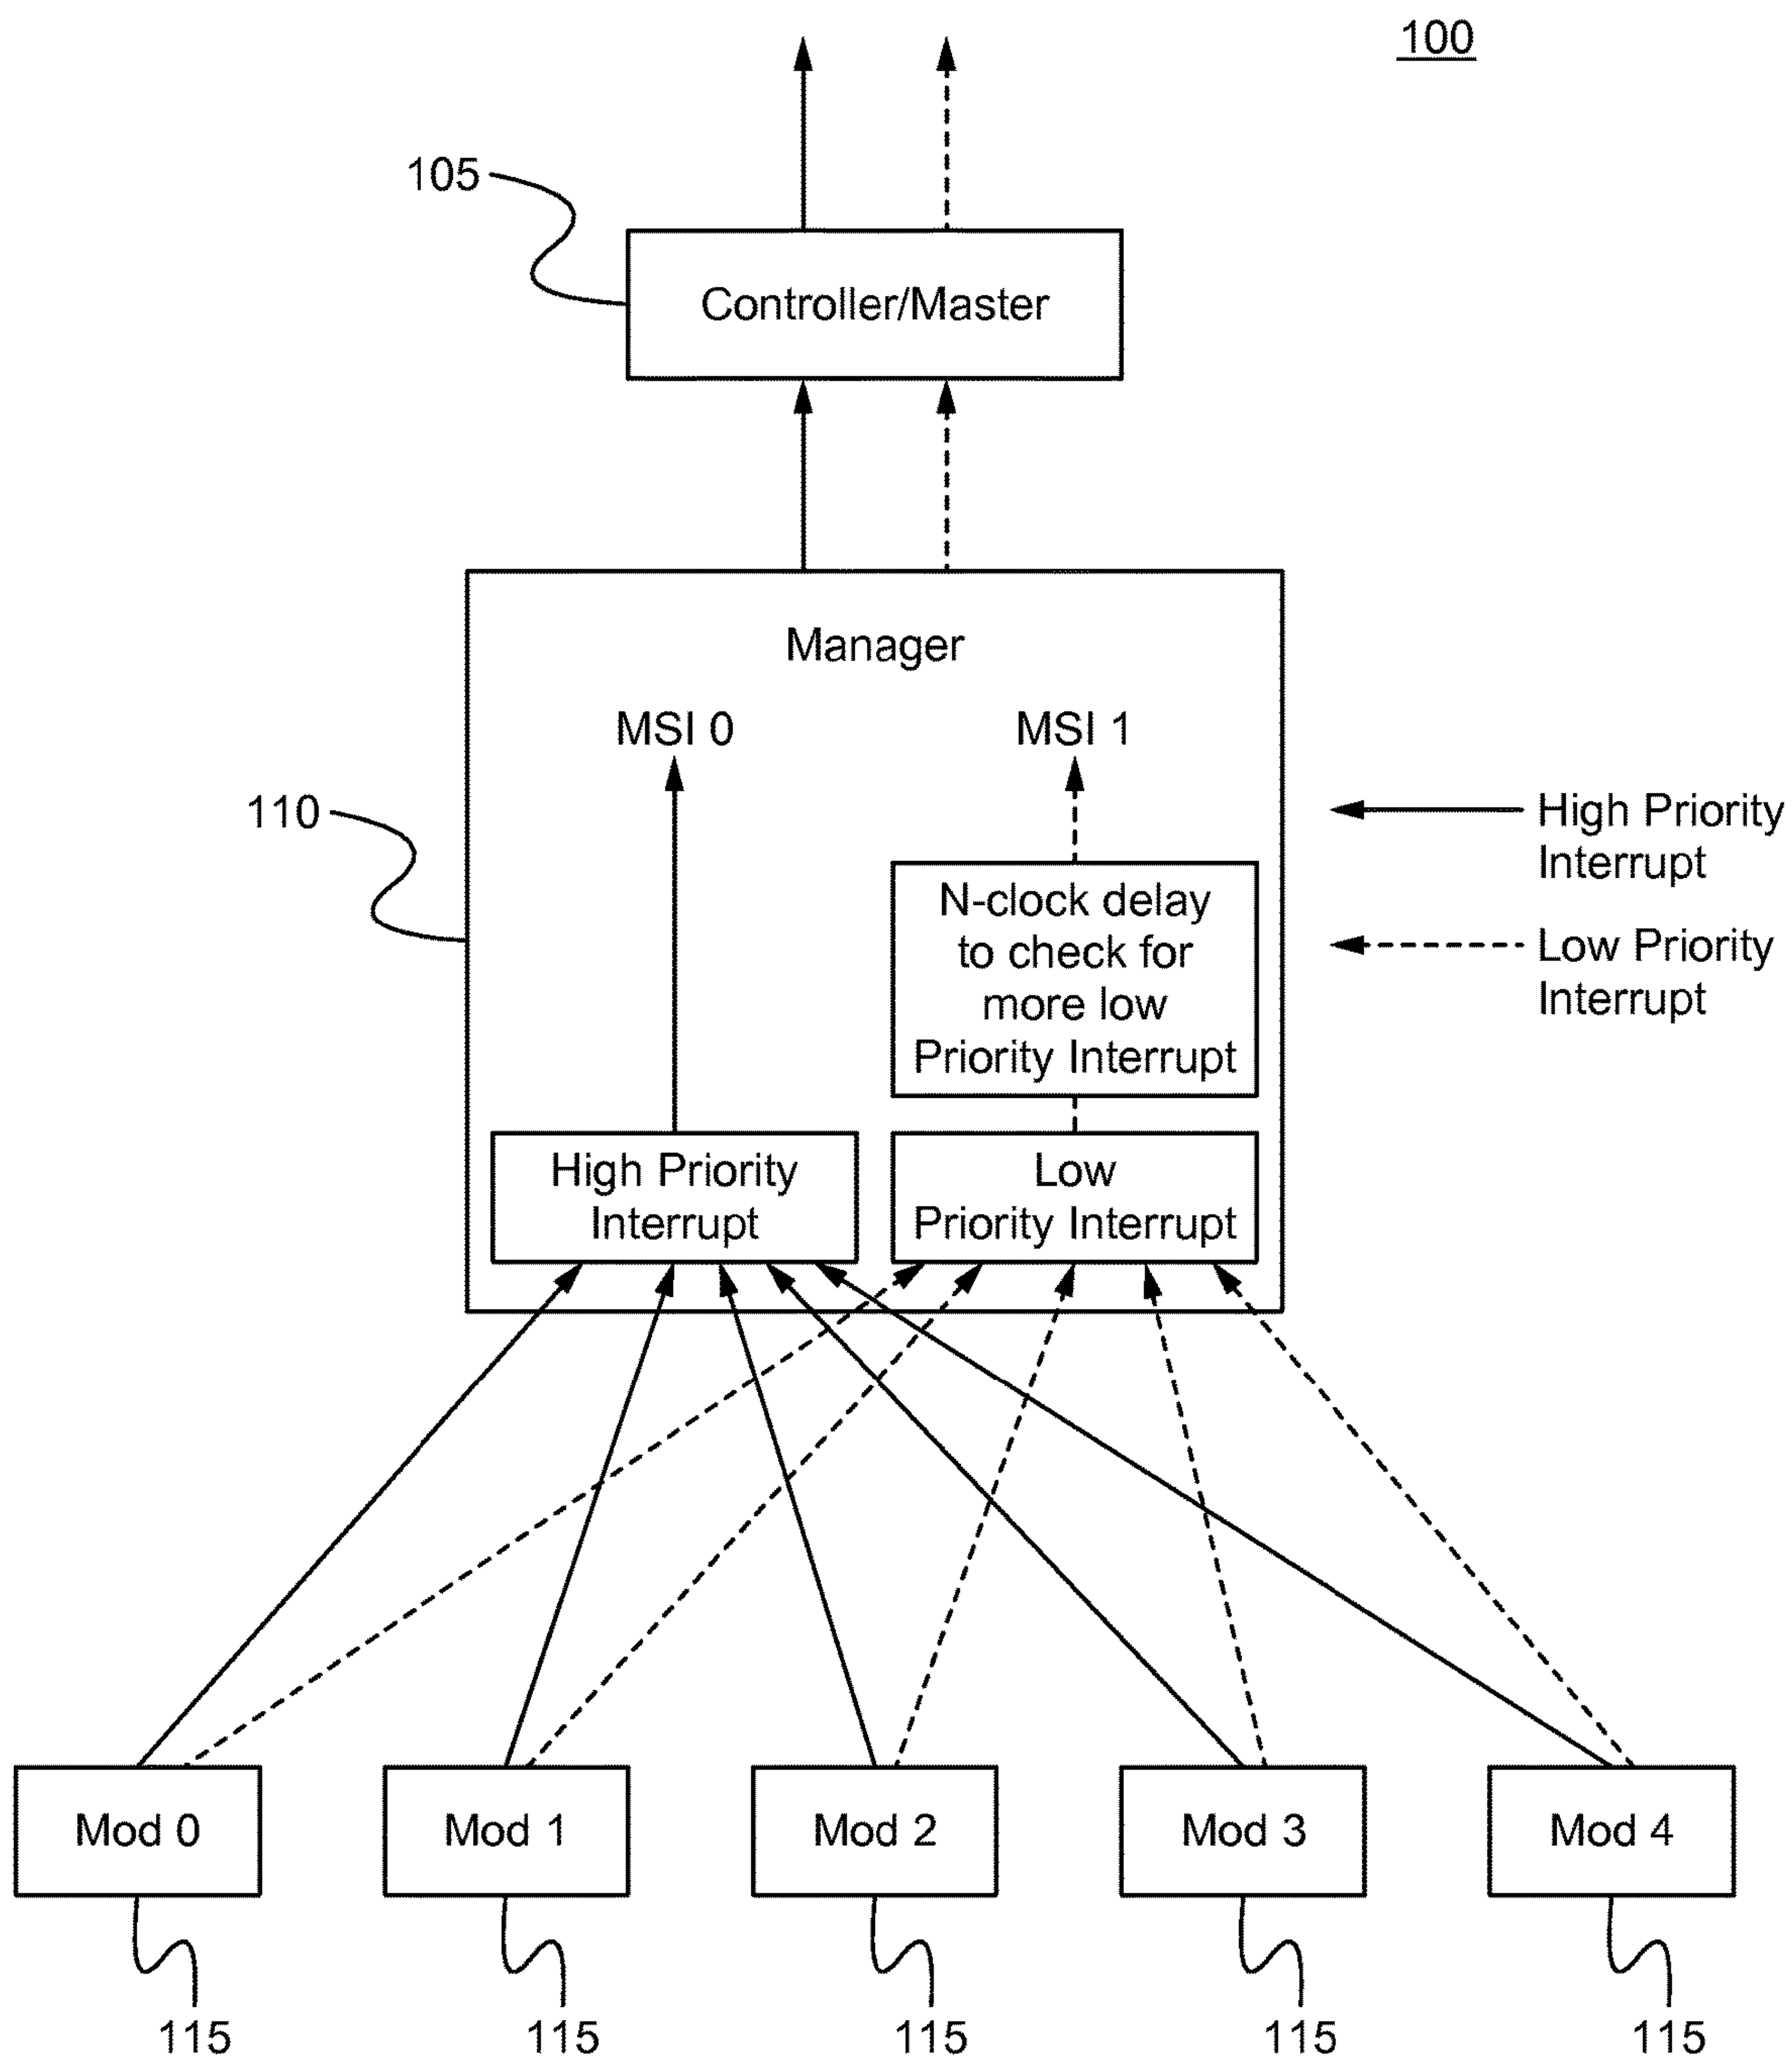 100
105
Controller/Master
Manager
MSI 0
MSI 1
110
High Priority
Interrupt
N-clock delay
to check for
more low
Priority Interrupt
Low Priority
Interrupt
High Priority
Interrupt
Low
Priority Interrupt
Mod 0
Mod 1
Mod 2
Mod 3
Mod 4
115
115
115
115
115